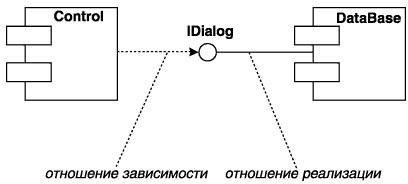 Control
IDialog
DataBase
отношение зависимости
отношение реализации